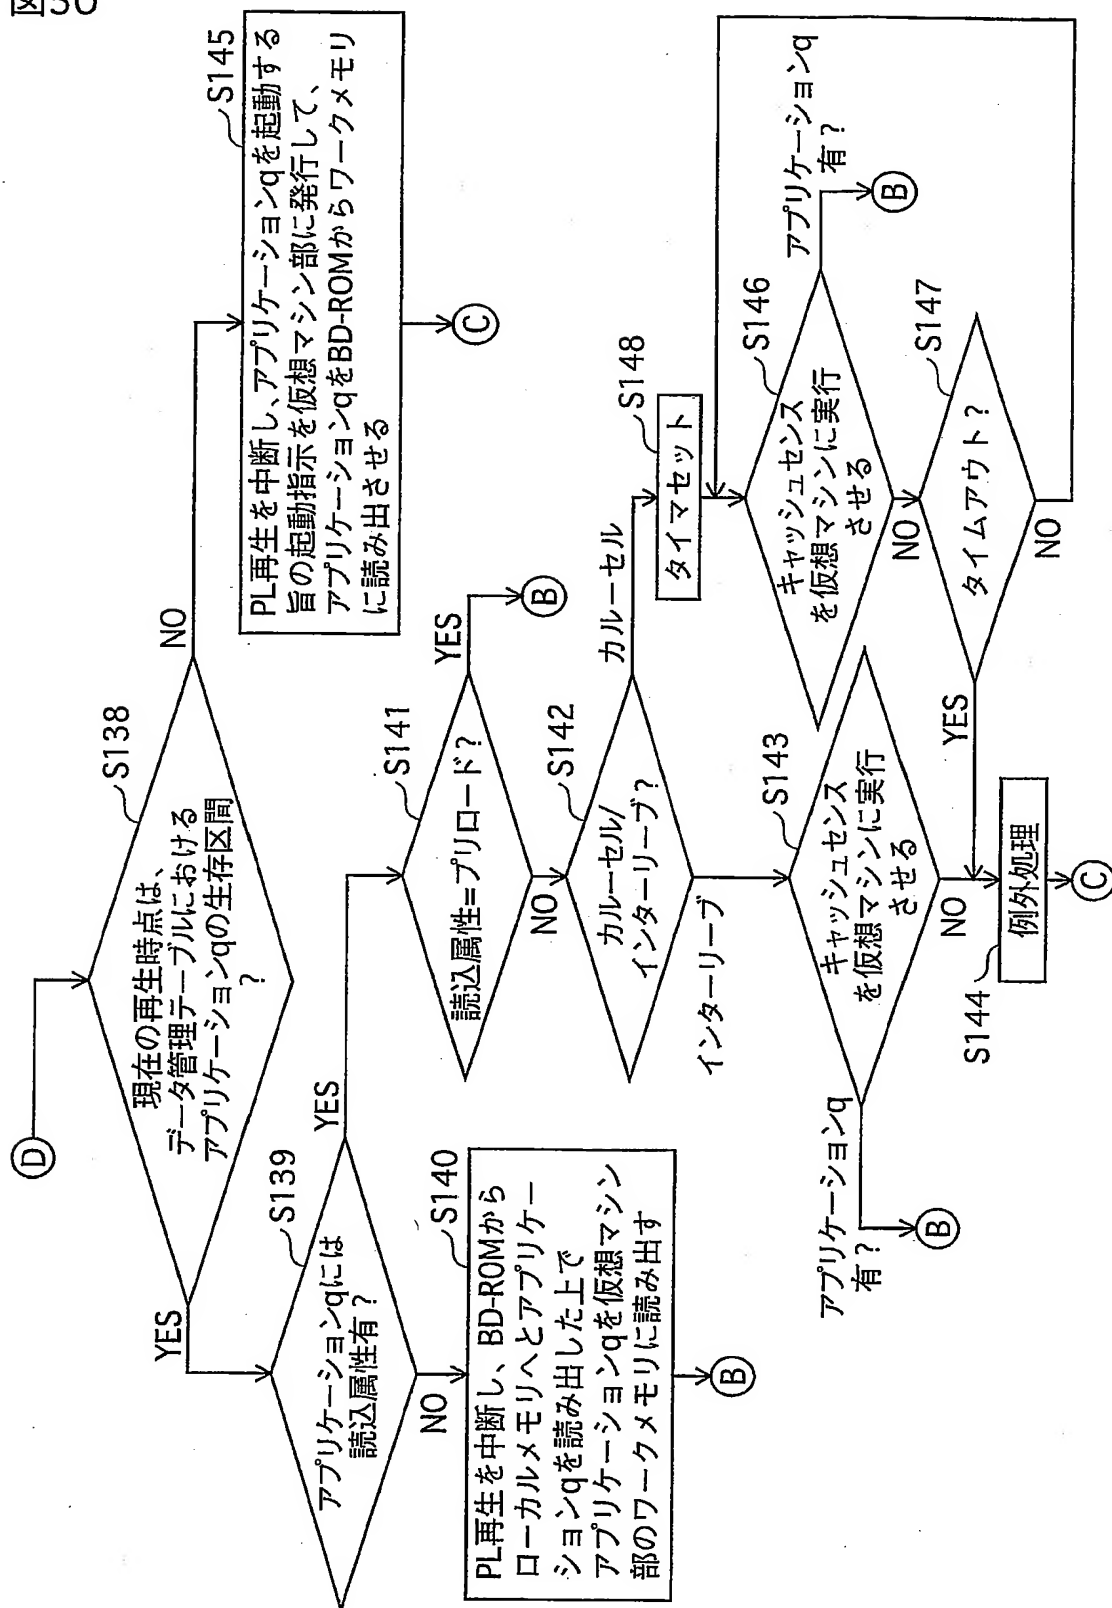 図50
D
S138
現在の再生時点は、
データ管理テーブルにおける
アプリケーションqの生存区間
?
YES
NO
S145
PL再生を中断し、アプリケーションqを起動する
旨の起動指示を仮想マシン部に発行して、
アプリケーションqをBD-ROMからワークメモリ
に読み出させる
C
S139
アプリケーションqには
読込属性有?
YES
NO
S140
PL再生を中断し、BD-ROMから
ローカルメモリへとアプリケー
ションqを読み出した上で
アプリケーションqを仮想マシン
部のワークメモリに読み出す
B
S141
読込属性=プリロード?
YES
B
NO
S142
カルーセル/
インターリーブ?
カルーセル
インターリーブ
S148
タイマセット
S143
キャッシュセンス
を仮想マシンに実行
させる
アプリケーションq
有?
B
NO
S144
例外処理
C
S146
キャッシュセンス
を仮想マシンに実行
させる
アプリケーションq
有?
B
NO
S147
タイムアウト?
YES
NO